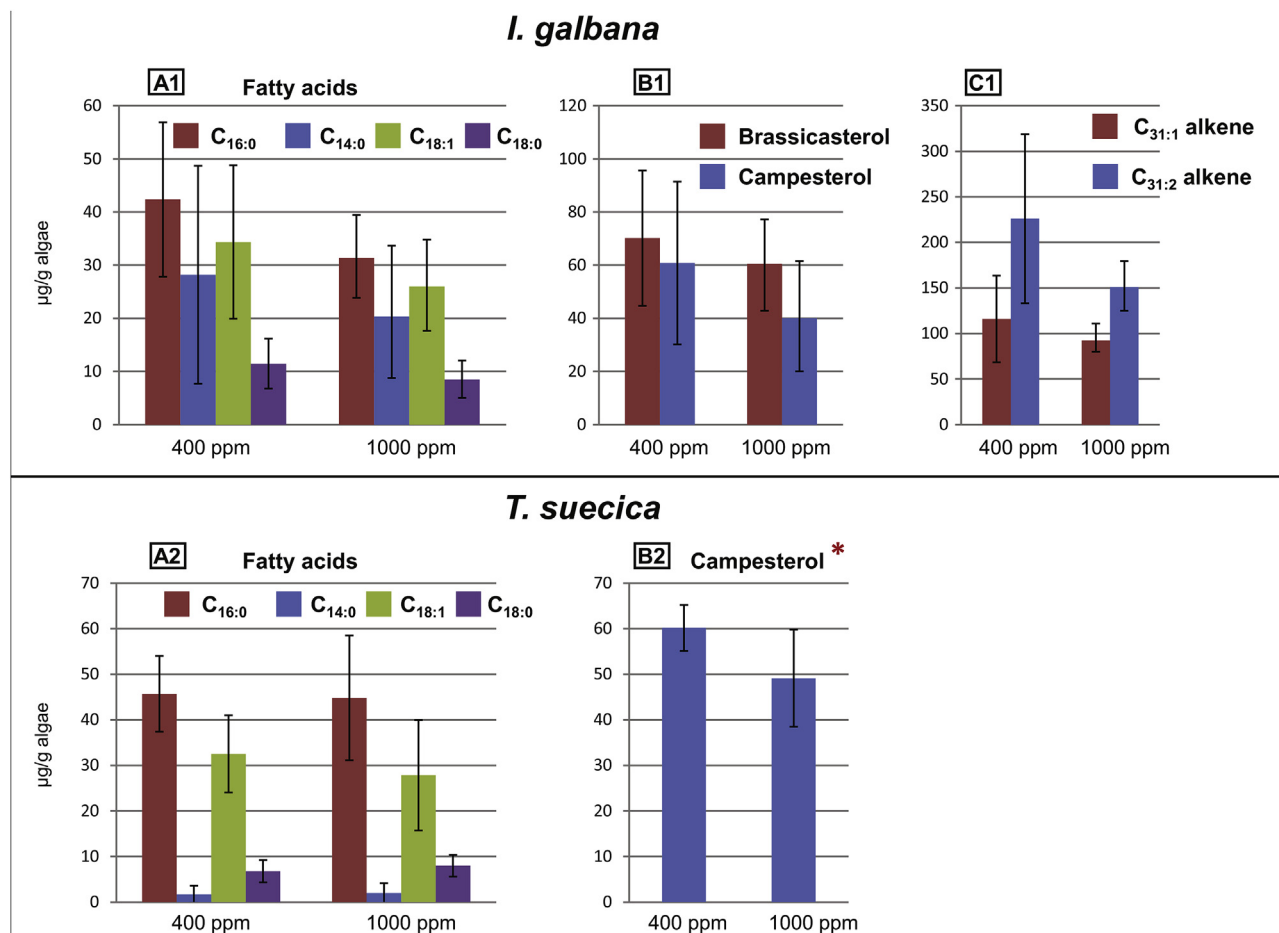 I. galbana
A1 Fatty acids
C16:0 C14:0 C18:1 C18:0
µg/g algae
60
50
40
30
20
10
0
400 ppm 1000 ppm
B1
Brassicasterol
Campesterol
120
100
80
60
40
20
0
400 ppm 1000 ppm
C1
C31:1 alkene
C31:2 alkene
350
300
250
200
150
100
50
0
400 ppm 1000 ppm
T. suecica
A2 Fatty acids
C16:0 C14:0 C18:1 C18:0
µg/g algae
70
60
50
40
30
20
10
0
400 ppm 1000 ppm
B2 Campesterol *
70
60
50
40
30
20
10
0
400 ppm 1000 ppm